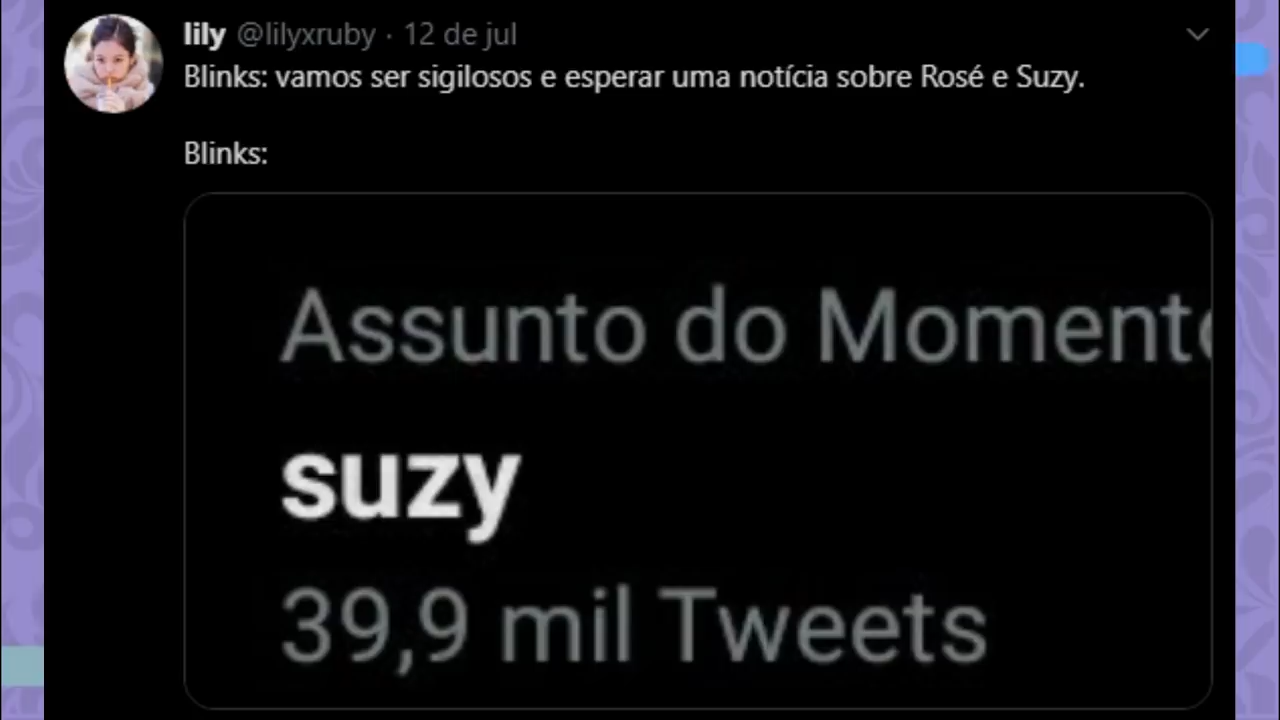 lily @lilyxruby · 12 de jul
Blinks: vamos ser sigilosos e esperar uma notícia sobre Rosé e Suzy.
Blinks:
Assunto do Momento
suzy
39,9 mil Tweets